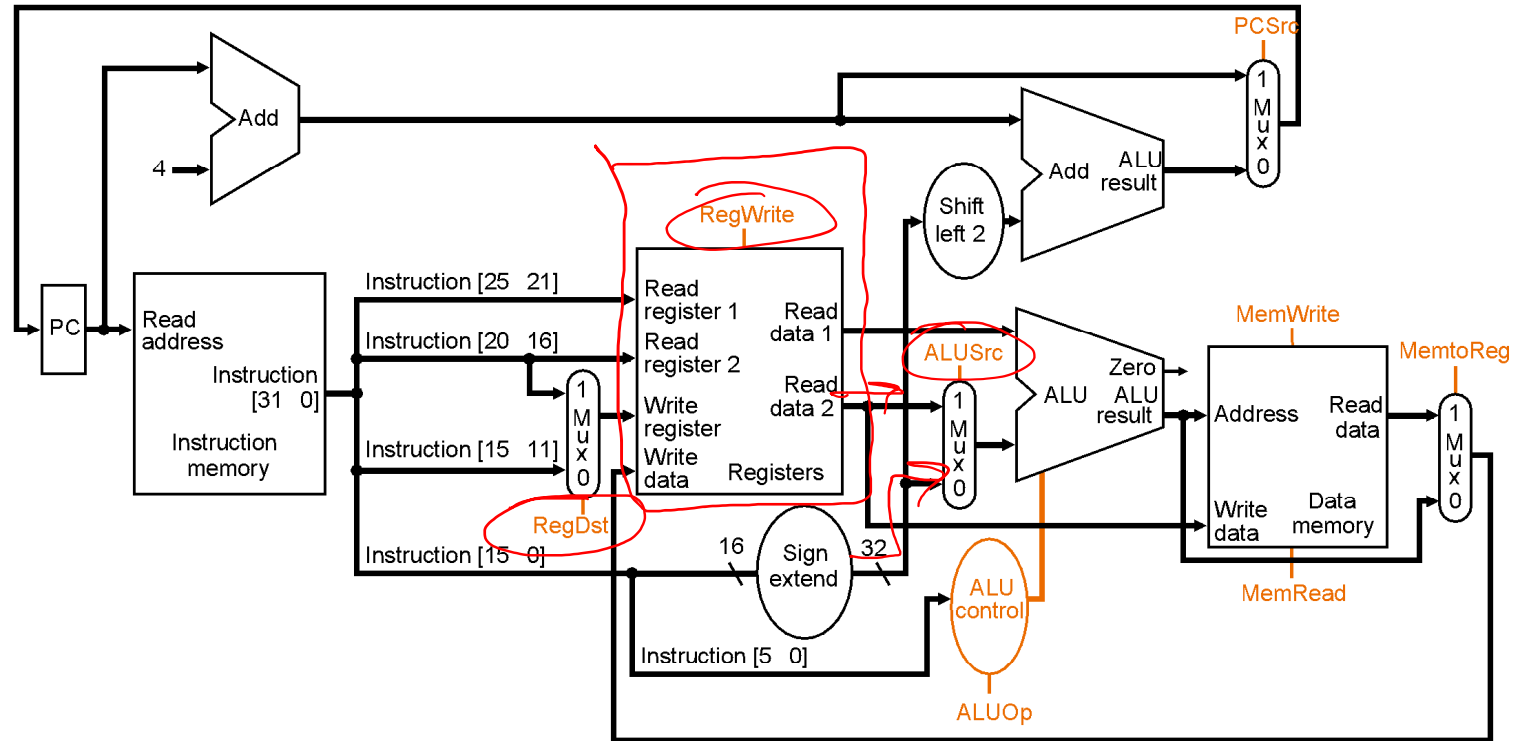 PCSrc
1
M
u
x
0
Add
4
Add
ALU
result
Shift
left 2
RegWrite
PC
Read
address
Instruction
[31 0]
Instruction
memory
Instruction [25 21]
Instruction [20 16]
1
M
u
x
0
Instruction [15 11]
RegDst
Instruction [15 0]
Read
register 1
Read
register 2
Write
register
Write
data
Read
data 1
Read
data 2
Registers
ALUSrc
1
M
u
x
0
Zero
ALU
ALU
result
MemWrite
Address
Read
data
Write
data
Data
memory
MemRead
MemtoReg
1
M
u
x
0
16
Sign
extend
32
ALU
control
Instruction [5 0]
ALUOp